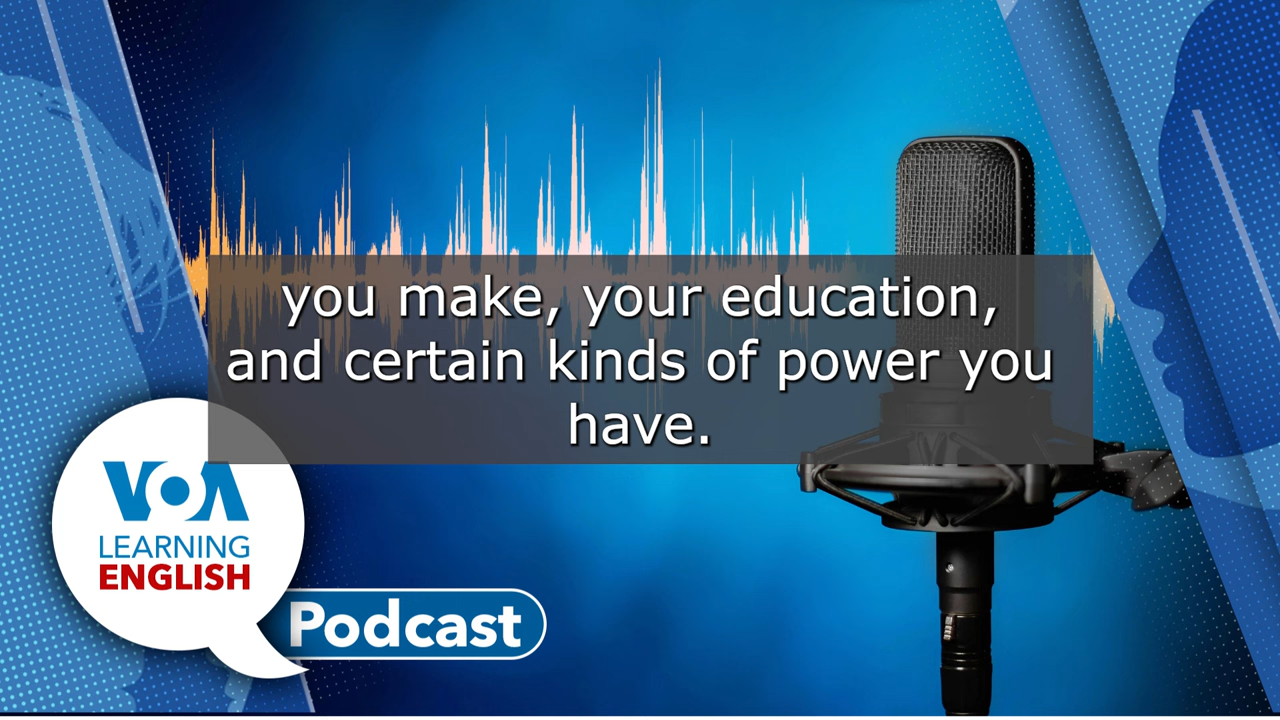 you make, your education,
and certain kinds of power you
have.
VOA
LEARNING
ENGLISH
Podcast